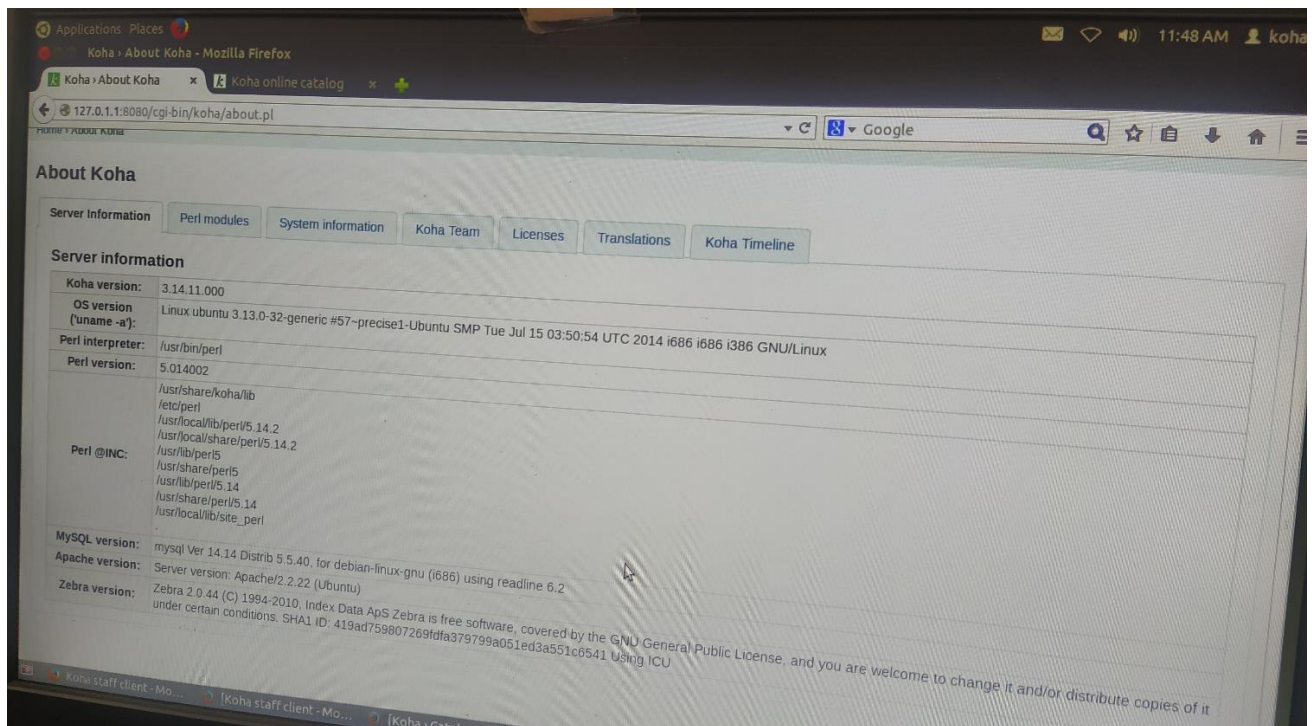 Applications Places
11:48 AM koha
Koha › About Koha - Mozilla Firefox
Koha › About Koha × k Koha online catalog ×
127.0.1.1:8080/cgi-bin/koha/about.pl
Google
Home › About Koha
About Koha
Server Information Perl modules System information Koha Team Licenses Translations Koha Timeline
Server information
Koha version: 3.14.11.000
OS version
('uname -a'): Linux ubuntu 3.13.0-32-generic #57~precise1-Ubuntu SMP Tue Jul 15 03:50:54 UTC 2014 i686 i686 i386 GNU/Linux
Perl interpreter: /usr/bin/perl
Perl version: 5.014002
Perl @INC:
/usr/share/koha/lib
/etc/perl
/usr/local/lib/perl/5.14.2
/usr/local/share/perl/5.14.2
/usr/lib/perl5
/usr/share/perl5
/usr/lib/perl/5.14
/usr/share/perl/5.14
/usr/local/lib/site_perl
.
MySQL version: mysql Ver 14.14 Distrib 5.5.40, for debian-linux-gnu (i686) using readline 6.2
Apache version: Server version: Apache/2.2.22 (Ubuntu)
Zebra version: Zebra 2.0.44 (C) 1994-2010, Index Data ApS Zebra is free software, covered by the GNU General Public License, and you are welcome to change it and/or distribute copies of it
under certain conditions. SHA1 ID: 419ad759807269fdfa379799a051ed3a551c6541 Using ICU
Koha staff client - Mo... [Koha staff client - Mo... [Koha